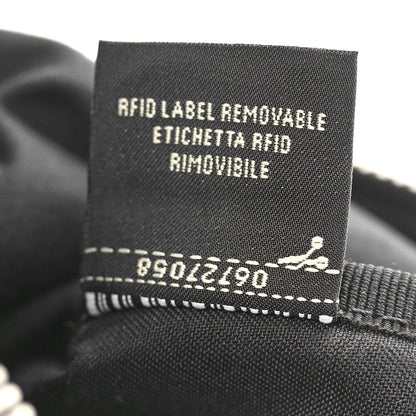 RFID LABEL REMOVABLE
ETICHETTA RFID
RIMOVIBILE
06727058